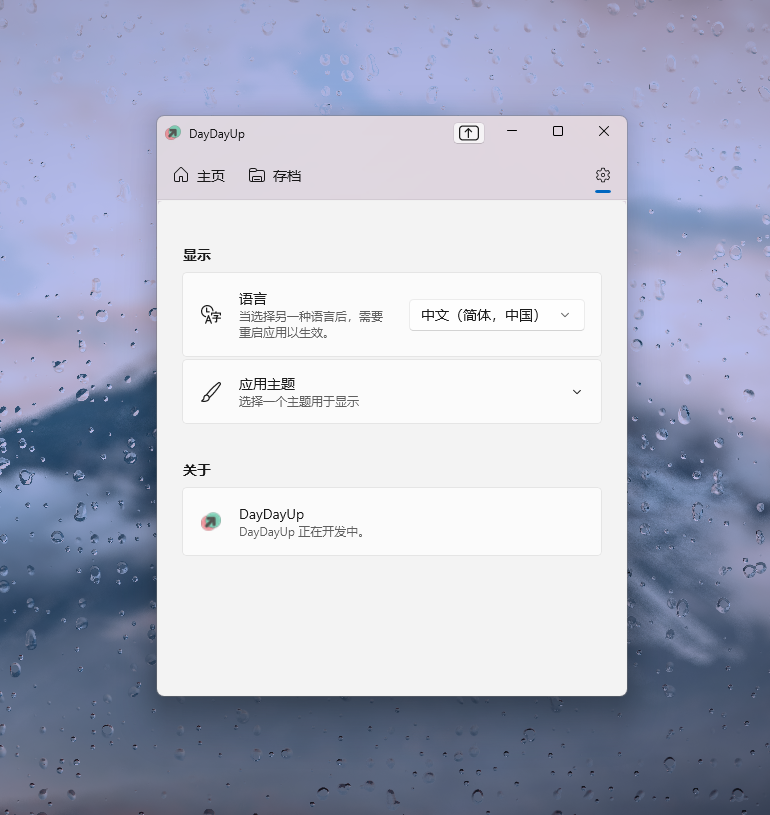 DayDayUp
主页
存档
显示
语言
当选择另一种语言后，需要
重启应用以生效。
中文（简体，中国）
应用主题
选择一个主题用于显示
关于
DayDayUp
DayDayUp 正在开发中。